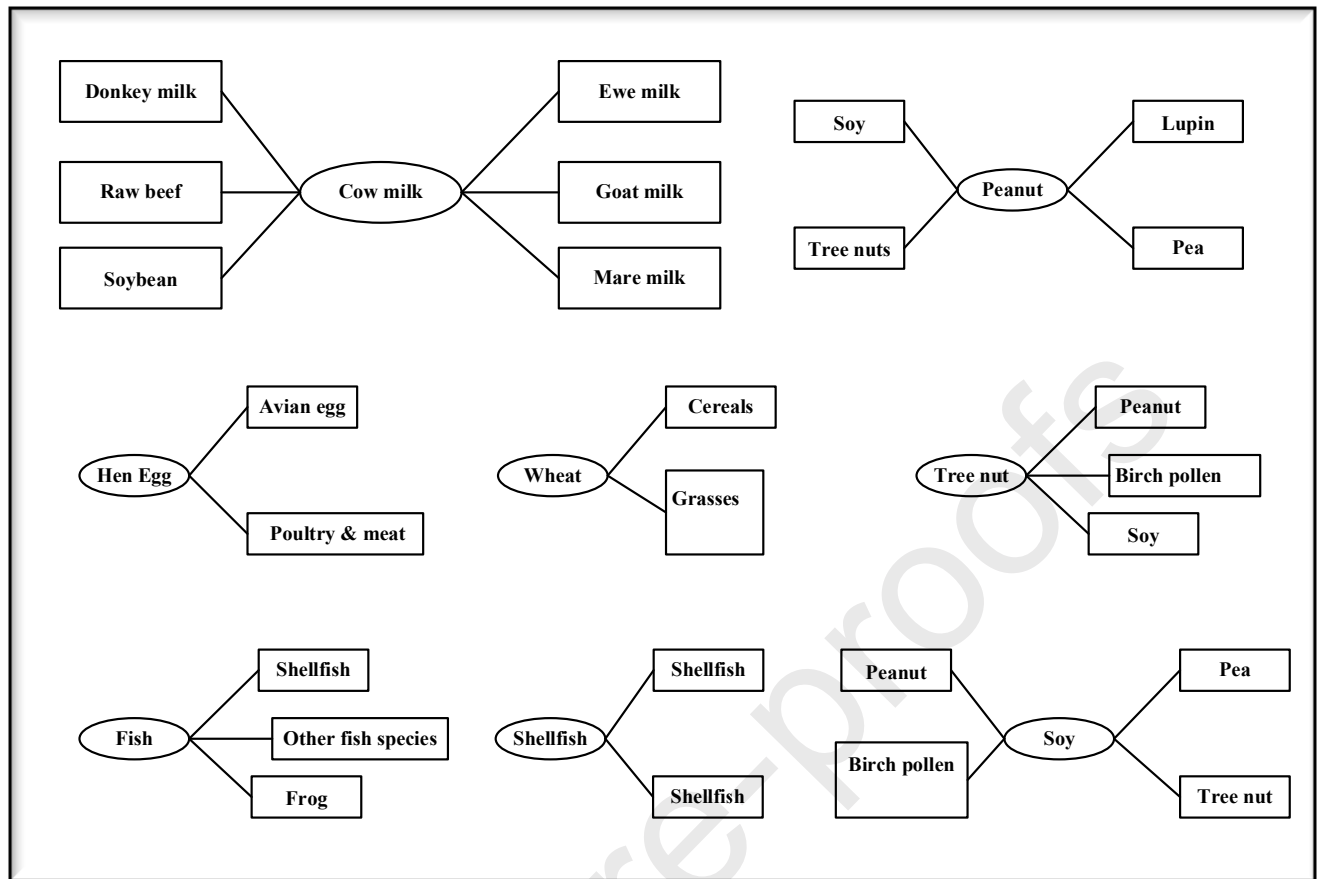 Donkey milk
Raw beef
Soybean
Cow milk
Ewe milk
Goat milk
Mare milk
Soy
Tree nuts
Peanut
Lupin
Pea
Hen Egg
Avian egg
Poultry & meat
Wheat
Cereals
Grasses
Tree nut
Peanut
Birch pollen
Soy
Fish
Shellfish
Other fish species
Frog
Shellfish
Shellfish
Shellfish
Peanut
Birch pollen
Soy
Pea
Tree nut
re-proofs